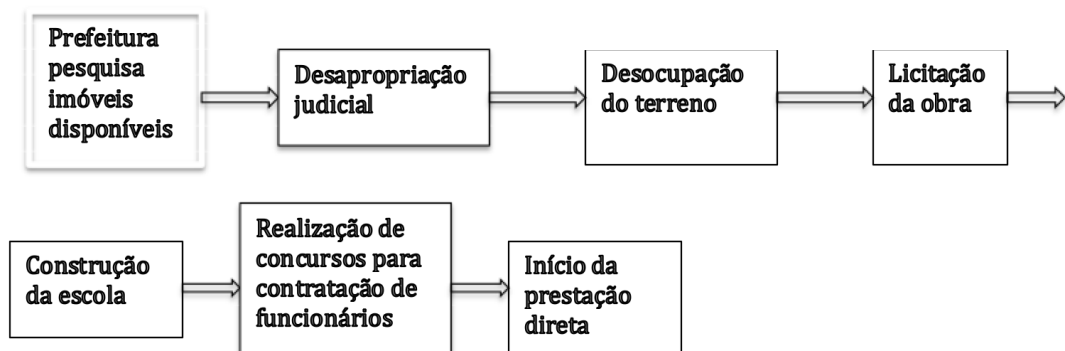 Prefeitura
pesquisa
imóveis
disponíveis
Desapropriação
judicial
Desocupação
do terreno
Licitação
da obra
Construção
da escola
Realização de
concursos para
contratação de
funcionários
Início da
prestação
direta